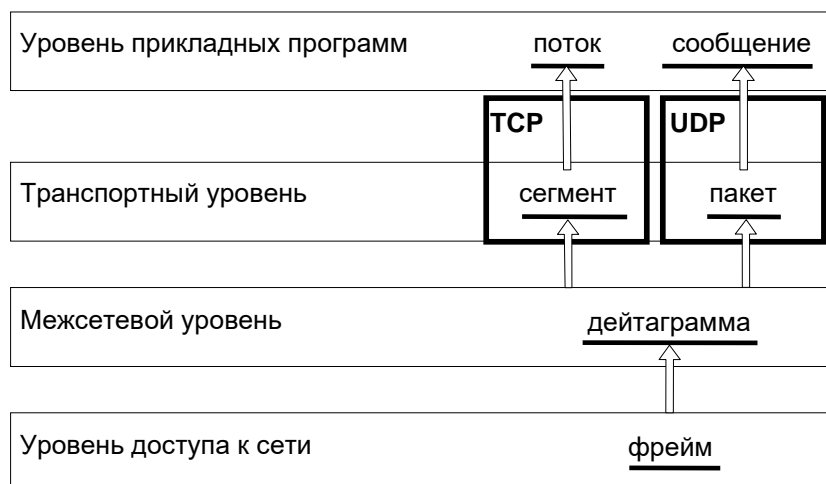 Уровень прикладных программ поток сообщение
TCP UDP
Транспортный уровень сегмент пакет
Межсетевой уровень дейтаграмма
Уровень доступа к сети фрейм